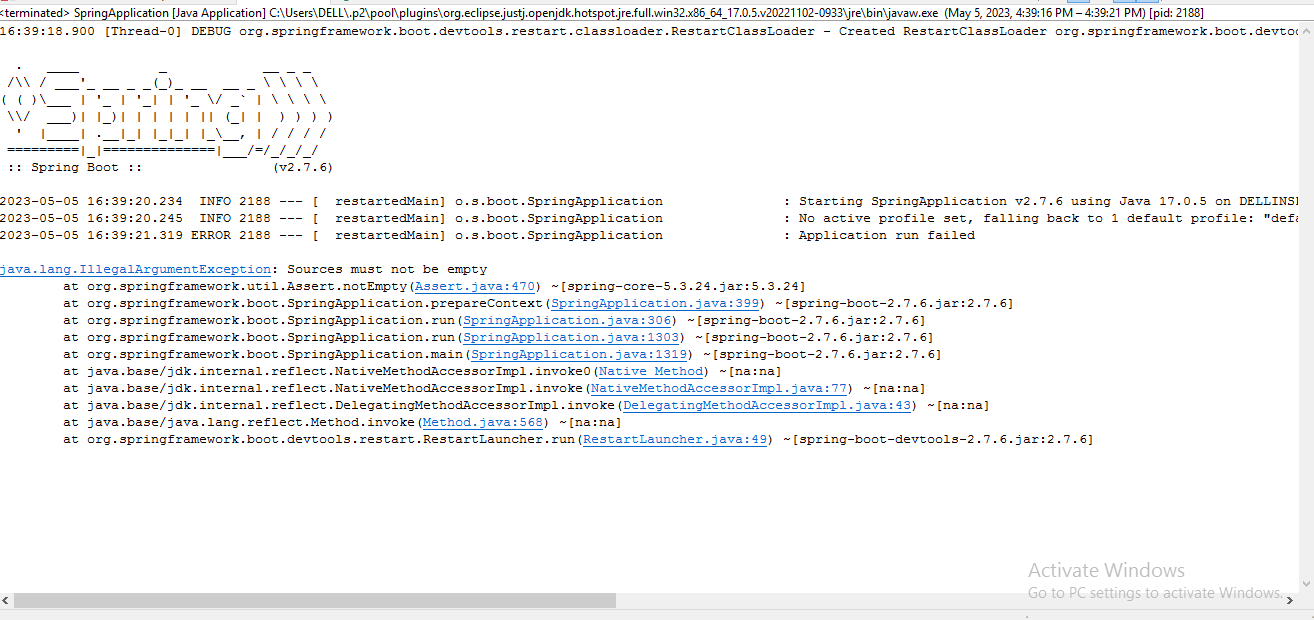 <terminated> SpringApplication [Java Application] C:\Users\DELL\.p2\pool\plugins\org.eclipse.justj.openjdk.hotspot.jre.full.win32.x86_64_17.0.5.v20221102-0933\jre\bin\javaw.exe (May 5, 2023, 4:39:16 PM – 4:39:21 PM) [pid: 2188]
16:39:18.900 [Thread-0] DEBUG org.springframework.boot.devtools.restart.classloader.RestartClassLoader - Created RestartClassLoader org.springframework.boot.devtoo
  .   ____          _            __ _ _
 /\\ / ___'_ __ _ _(_)_ __  __ _ \ \ \ \
( ( )\___ | '_ | '_| | '_ \/ _` | \ \ \ \
 \\/  ___)| |_)| | | | | || (_| |  ) ) ) )
  '  |____| .__|_| |_|_| |_\__, | / / / /
 =========|_|==============|___/=/_/_/_/
 :: Spring Boot ::                (v2.7.6)
2023-05-05 16:39:20.234  INFO 2188 --- [  restartedMain] o.s.boot.SpringApplication               : Starting SpringApplication v2.7.6 using Java 17.0.5 on DELLINSI
2023-05-05 16:39:20.245  INFO 2188 --- [  restartedMain] o.s.boot.SpringApplication               : No active profile set, falling back to 1 default profile: "defa
2023-05-05 16:39:21.319 ERROR 2188 --- [  restartedMain] o.s.boot.SpringApplication               : Application run failed
java.lang.IllegalArgumentException: Sources must not be empty
at org.springframework.util.Assert.notEmpty(Assert.java:470) ~[spring-core-5.3.24.jar:5.3.24]
at org.springframework.boot.SpringApplication.prepareContext(SpringApplication.java:399) ~[spring-boot-2.7.6.jar:2.7.6]
at org.springframework.boot.SpringApplication.run(SpringApplication.java:306) ~[spring-boot-2.7.6.jar:2.7.6]
at org.springframework.boot.SpringApplication.run(SpringApplication.java:1303) ~[spring-boot-2.7.6.jar:2.7.6]
at org.springframework.boot.SpringApplication.main(SpringApplication.java:1319) ~[spring-boot-2.7.6.jar:2.7.6]
at java.base/jdk.internal.reflect.NativeMethodAccessorImpl.invoke0(Native Method) ~[na:na]
at java.base/jdk.internal.reflect.NativeMethodAccessorImpl.invoke(NativeMethodAccessorImpl.java:77) ~[na:na]
at java.base/jdk.internal.reflect.DelegatingMethodAccessorImpl.invoke(DelegatingMethodAccessorImpl.java:43) ~[na:na]
at java.base/java.lang.reflect.Method.invoke(Method.java:568) ~[na:na]
at org.springframework.boot.devtools.restart.RestartLauncher.run(RestartLauncher.java:49) ~[spring-boot-devtools-2.7.6.jar:2.7.6]
Activate Windows
Go to PC settings to activate Windows.